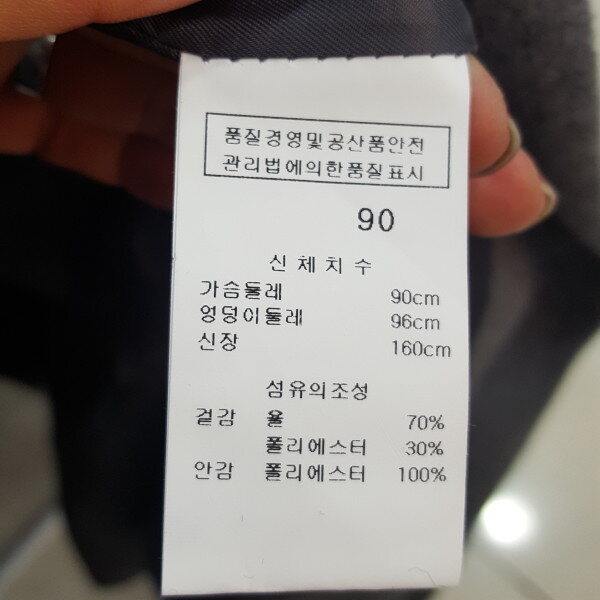 품질경영및공산품안전
관리법에의한품질표시
90
신체치수
가슴둘레 90cm
엉덩이둘레 96cm
신장 160cm
섬유의조성
겉감 울 70%
폴리에스터 30%
안감 폴리에스터 100%